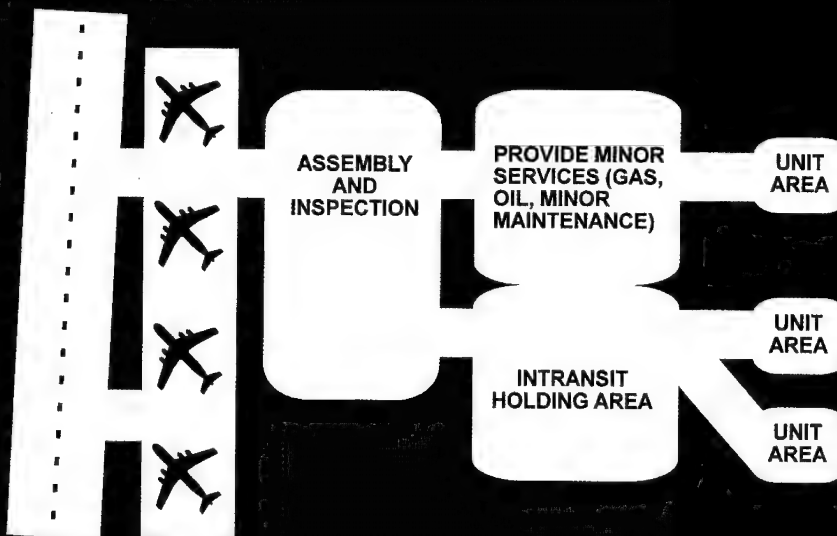 ASSEMBLY
AND
INSPECTION
PROVIDE MINOR
SERVICES (GAS,
OIL, MINOR
MAINTENANCE)
UNIT
AREA
UNIT
AREA
INTRANSIT
HOLDING AREA
UNIT
AREA